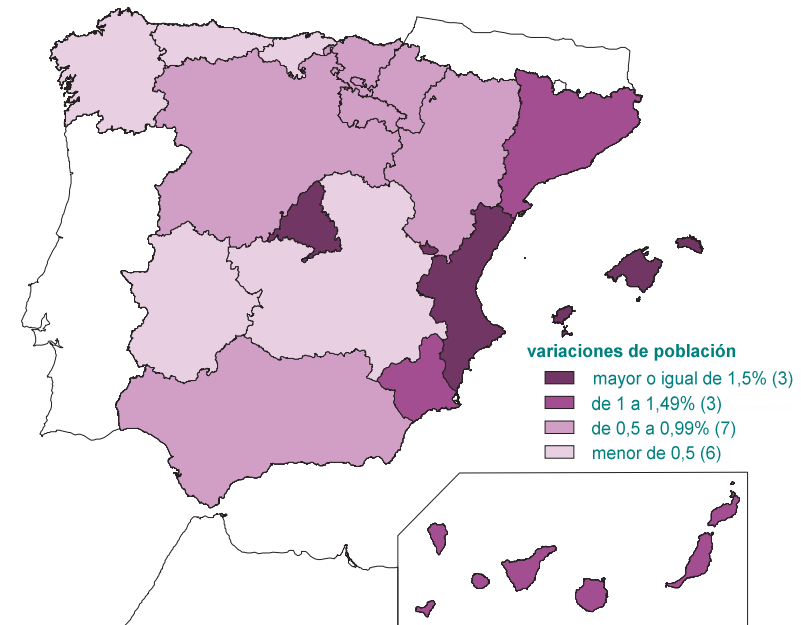 variaciones de población
mayor o igual de 1,5% (3)
de 1 a 1,49% (3)
de 0,5 a 0,99% (7)
menor de 0,5 (6)